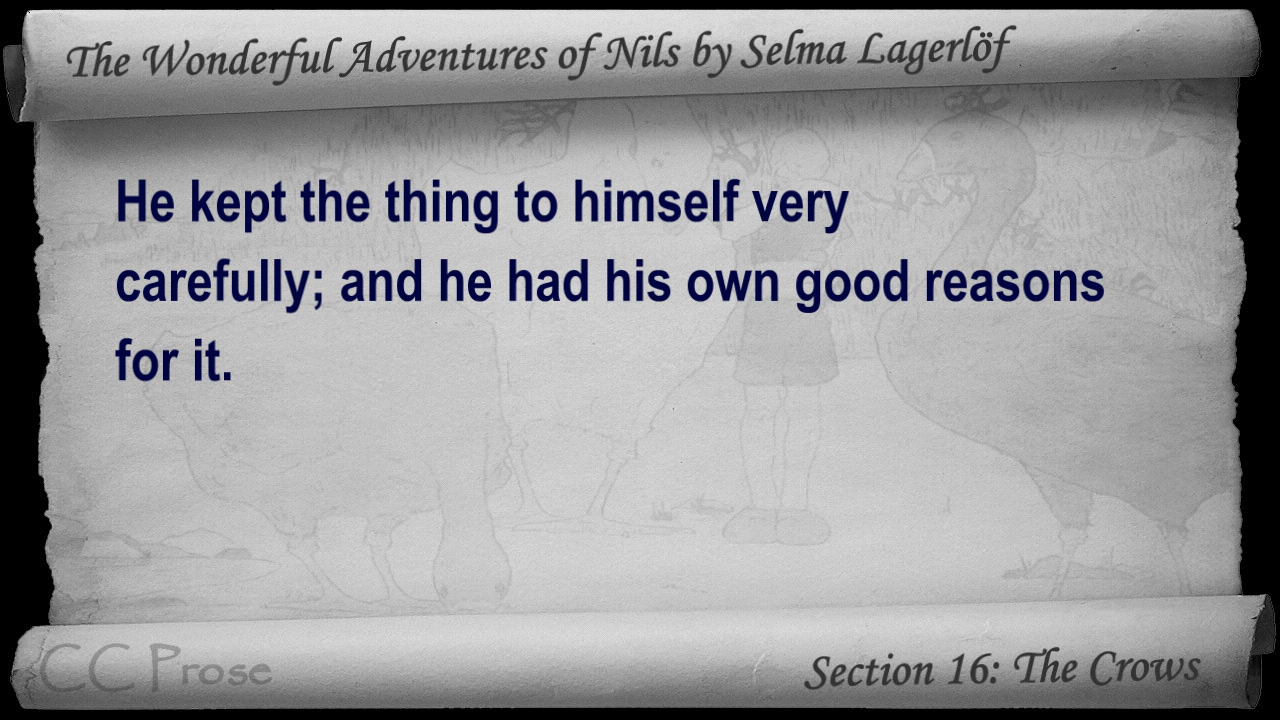 The Wonderful Adventures of Nils by Selma Lagerlöf
He kept the thing to himself very
carefully; and he had his own good reasons
for it.
CC Prose
Section 16: The Crows